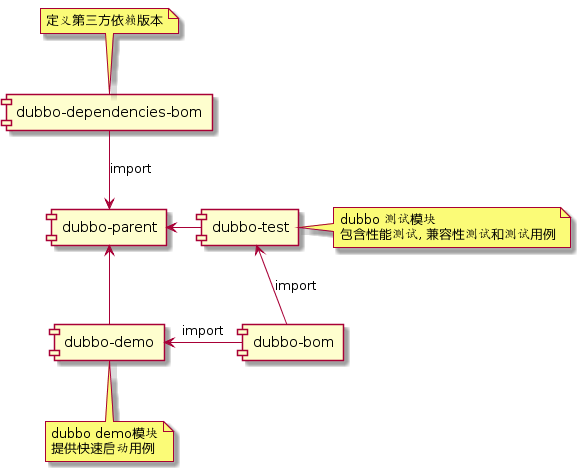 定义第三方依赖版本
dubbo-dependencies-bom
import
dubbo-parent
dubbo-test
dubbo 测试模块
包含性能测试, 兼容性测试和测试用例
import
dubbo-demo
import
dubbo-bom
dubbo demo模块
提供快速启动用例